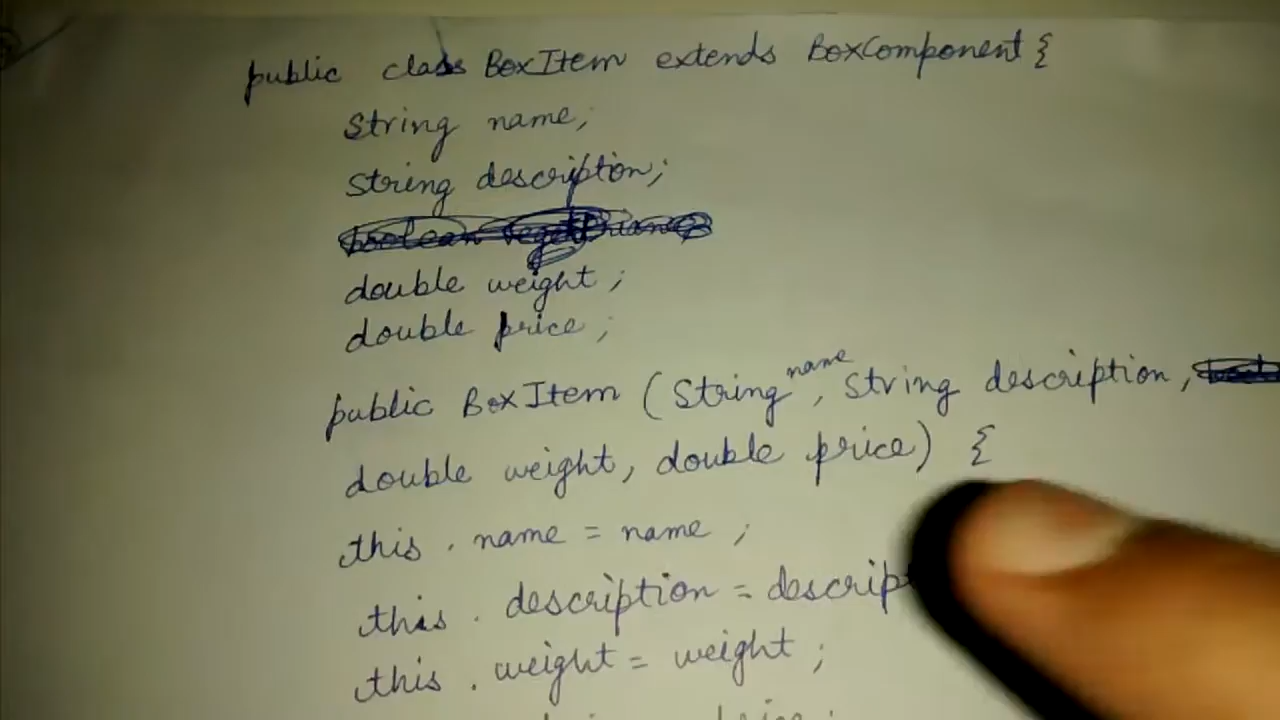 public class BoxItem extends BoxComponent {
String name;
String description;
double weight;
double price;
public BoxItem (String name, String description,
double weight, double price) {
this . name = name ;
this . description = descript
this . weight = weight ;